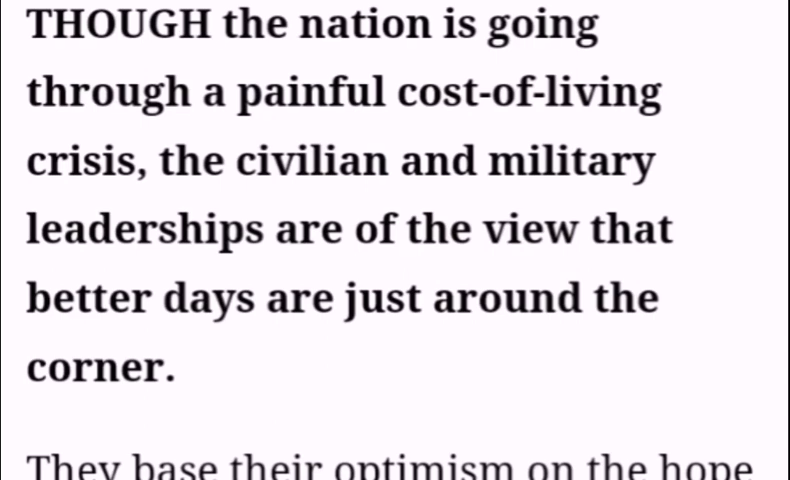 THOUGH the nation is going
through a painful cost-of-living
crisis, the civilian and military
leaderships are of the view that
better days are just around the
corner.
They base their optimism on the hope